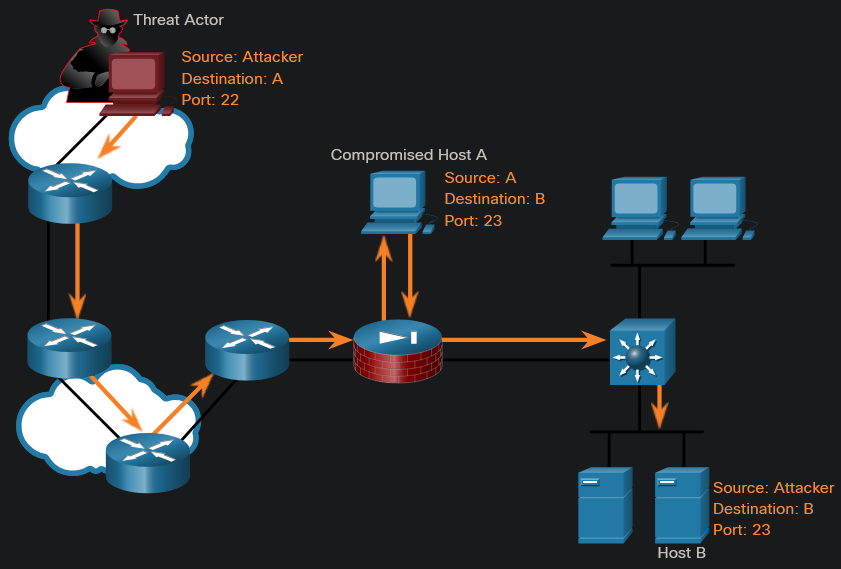 Threat Actor
Source: Attacker
Destination: A
Port: 22
Compromised Host A
Source: A
Destination: B
Port: 23
Source: Attacker
Destination: B
Port: 23
Host B